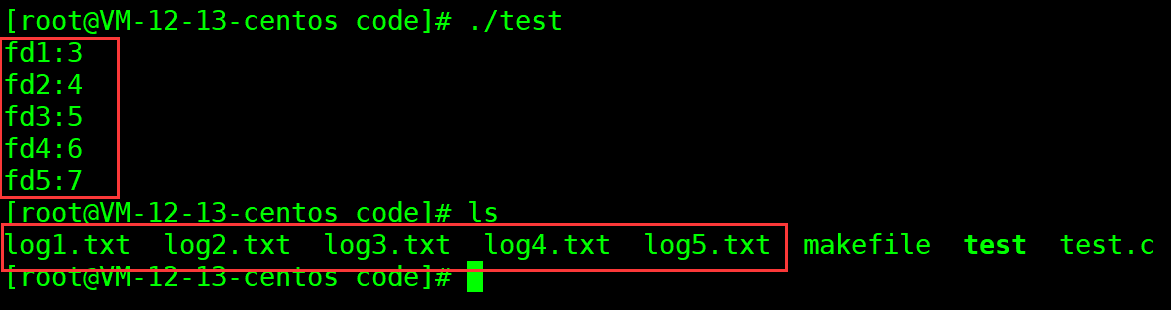 [root@VM-12-13-centos code]# ./test
fd1:3
fd2:4
fd3:5
fd4:6
fd5:7
[root@VM-12-13-centos code]# ls
log1.txt  log2.txt  log3.txt  log4.txt  log5.txt  makefile  test  test.c
[root@VM-12-13-centos code]#